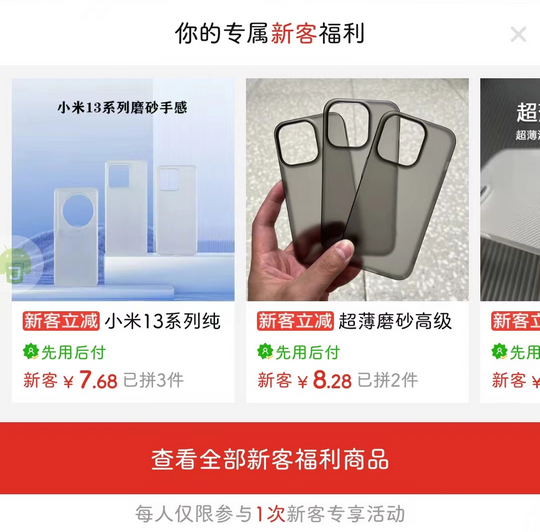 你的专属新客福利
小米13系列磨砂手感
新客立减 小米13系列纯
先用后付
新客 ¥7.68 已拼3件
新客立减 超薄磨砂高级
先用后付
新客 ¥8.28 已拼2件
超薄
新客立减
先用
新客 ¥
查看全部新客福利商品
每人仅限参与1次新客专享活动